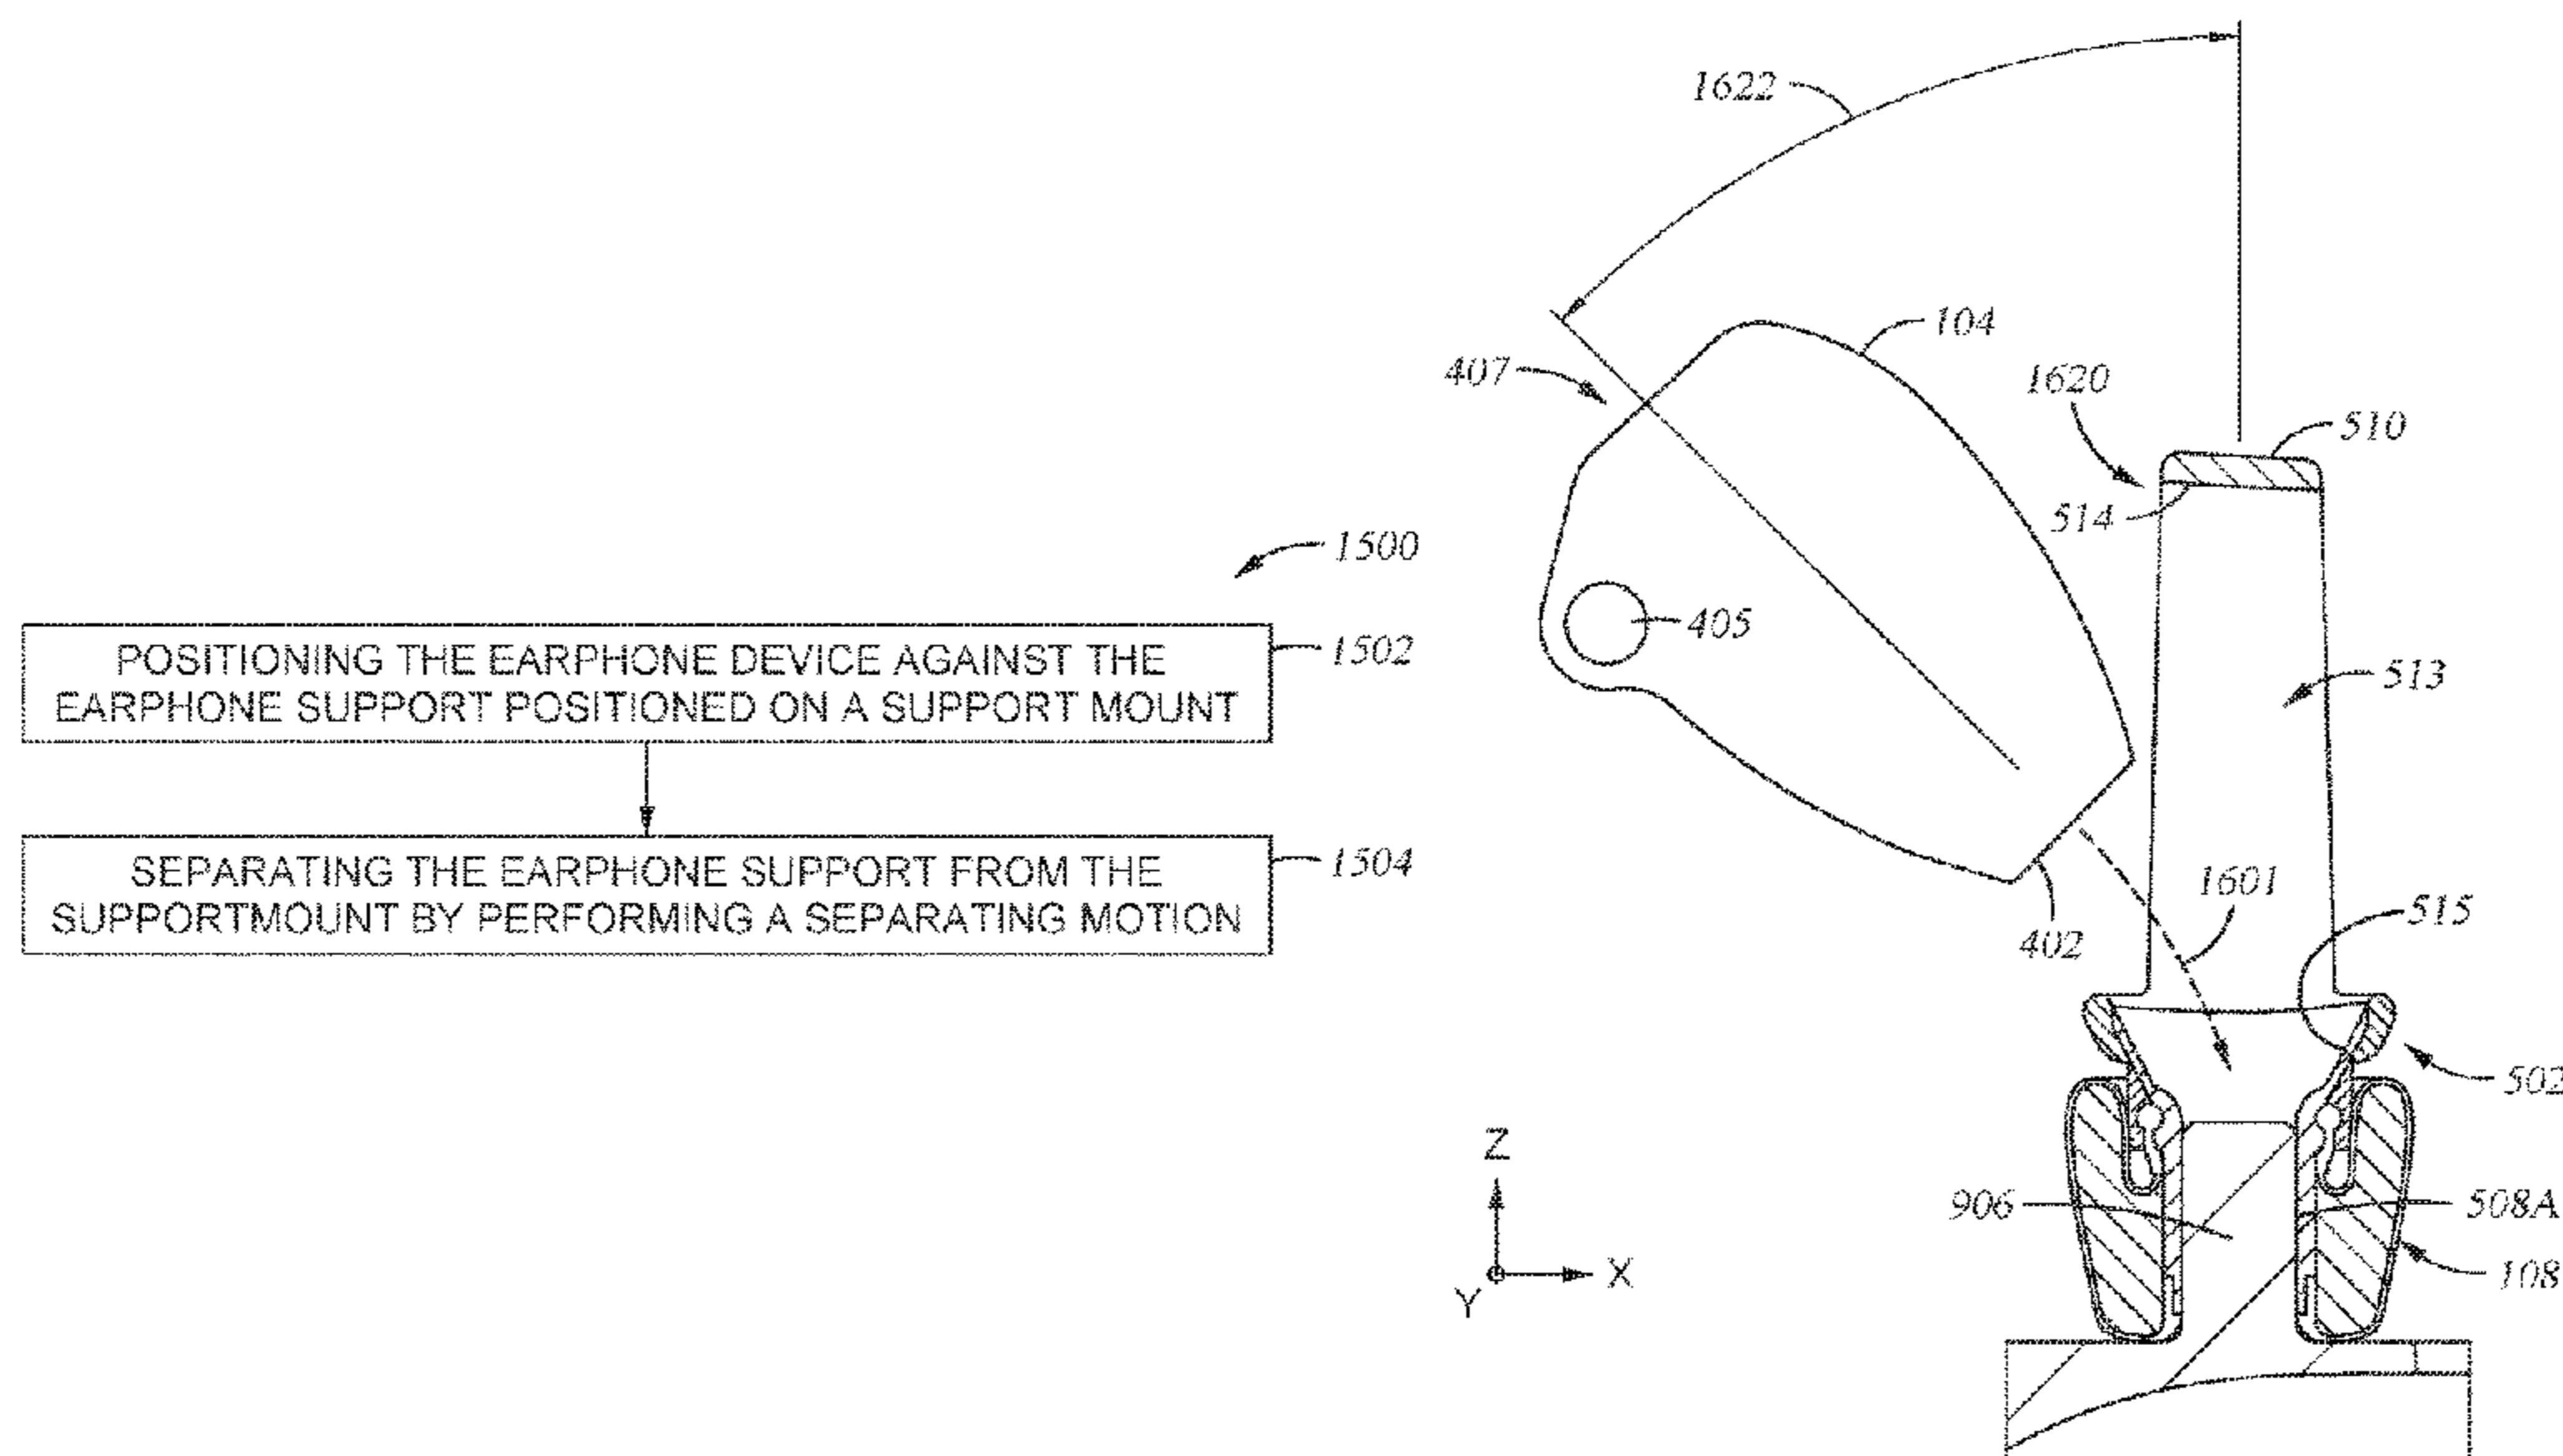 1500
POSITIONING THE EARPHONE DEVICE AGAINST THE
EARPHONE SUPPORT POSITIONED ON A SUPPORT MOUNT
1502
SEPARATING THE EARPHONE SUPPORT FROM THE
SUPPORTMOUNT BY PERFORMING A SEPARATING MOTION
1504
1622
104
407
1620
510
514
405
513
1601
402
515
502
Z
X
Y
906
508A
108